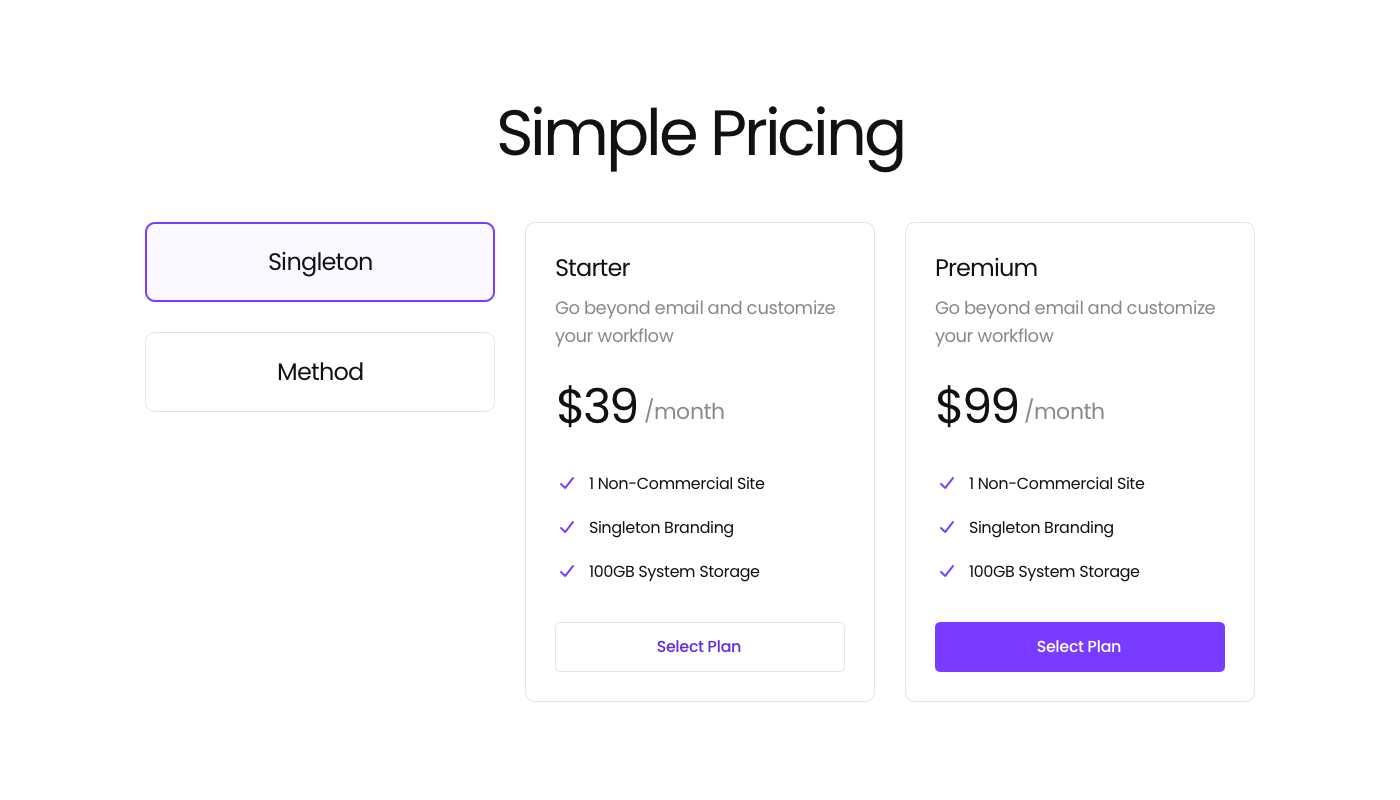 Simple Pricing
Singleton
Method
Starter
Go beyond email and customize
your workflow
$39 /month
1 Non-Commercial Site
Singleton Branding
100GB System Storage
Select Plan
Premium
Go beyond email and customize
your workflow
$99 /month
1 Non-Commercial Site
Singleton Branding
100GB System Storage
Select Plan